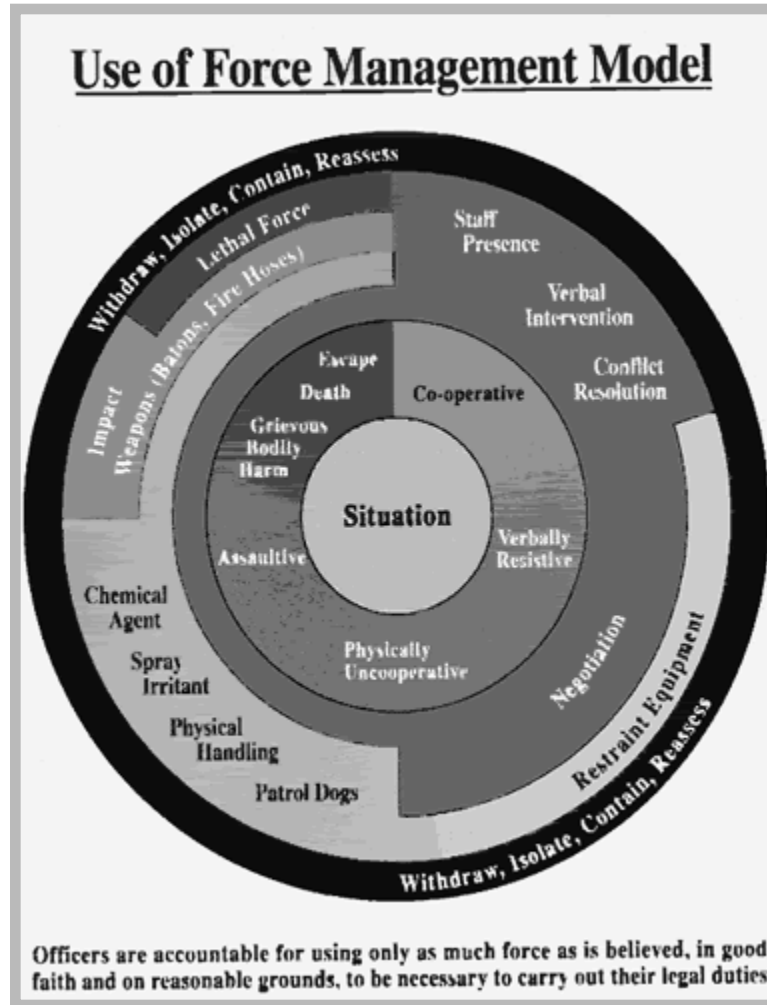 Use of Force Management Model
Withdraw, Isolate, Contain, Reassess
Lethal Force
Impact
Weapons (Batons, Fire Hoses)
Staff
Presence
Verbal
Intervention
Conflict
Resolution
Escape
Death
Grievous
Bodily
Harm
Co-operative
Situation
Assaultive
Verbally
Resistive
Physically
Uncooperative
Chemical
Agent
Spray
Irritant
Physical
Handling
Patrol Dogs
Negotiation
Restraint Equipment
Withdraw, Isolate, Contain, Reassess
Officers are accountable for using only as much force as is believed, in good
faith and on reasonable grounds, to be necessary to carry out their legal duties